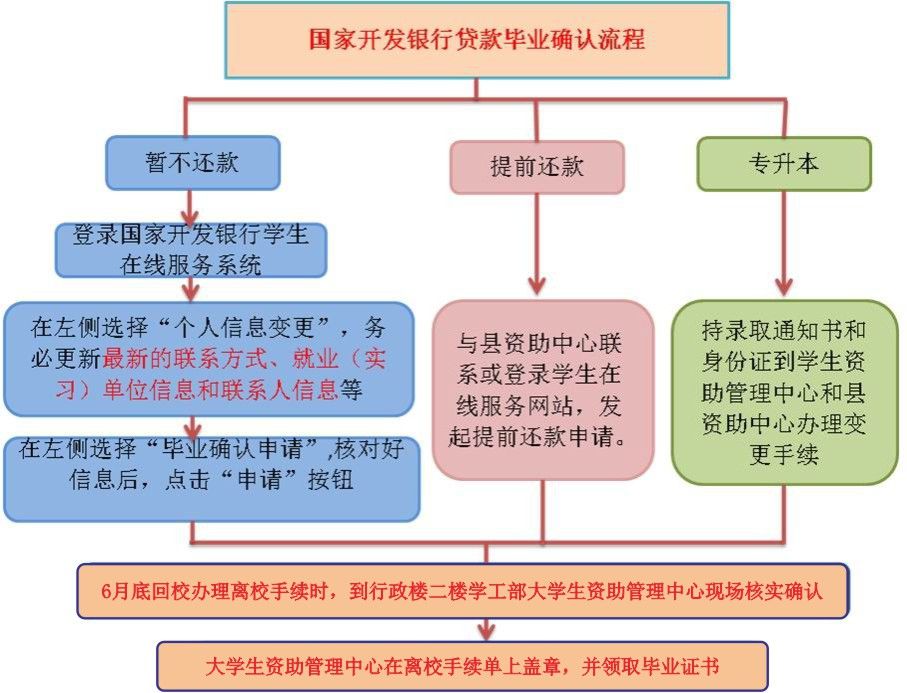 国家开发银行贷款毕业确认流程
暂不还款
提前还款
专升本
登录国家开发银行学生
在线服务系统
在左侧选择“个人信息变更”，务
必更新最新的联系方式、就业（实
习）单位信息和联系人信息等
在左侧选择“毕业确认申请”,核对好
信息后，点击“申请”按钮
与县资助中心联
系或登录学生在
线服务网站，发
起提前还款申请。
持录取通知书和
身份证到学生资
助管理中心和县
资助中心办理变
更手续
6月底回校办理离校手续时，到行政楼二楼学工部大学生资助管理中心现场核实确认
大学生资助管理中心在离校手续单上盖章，并领取毕业证书